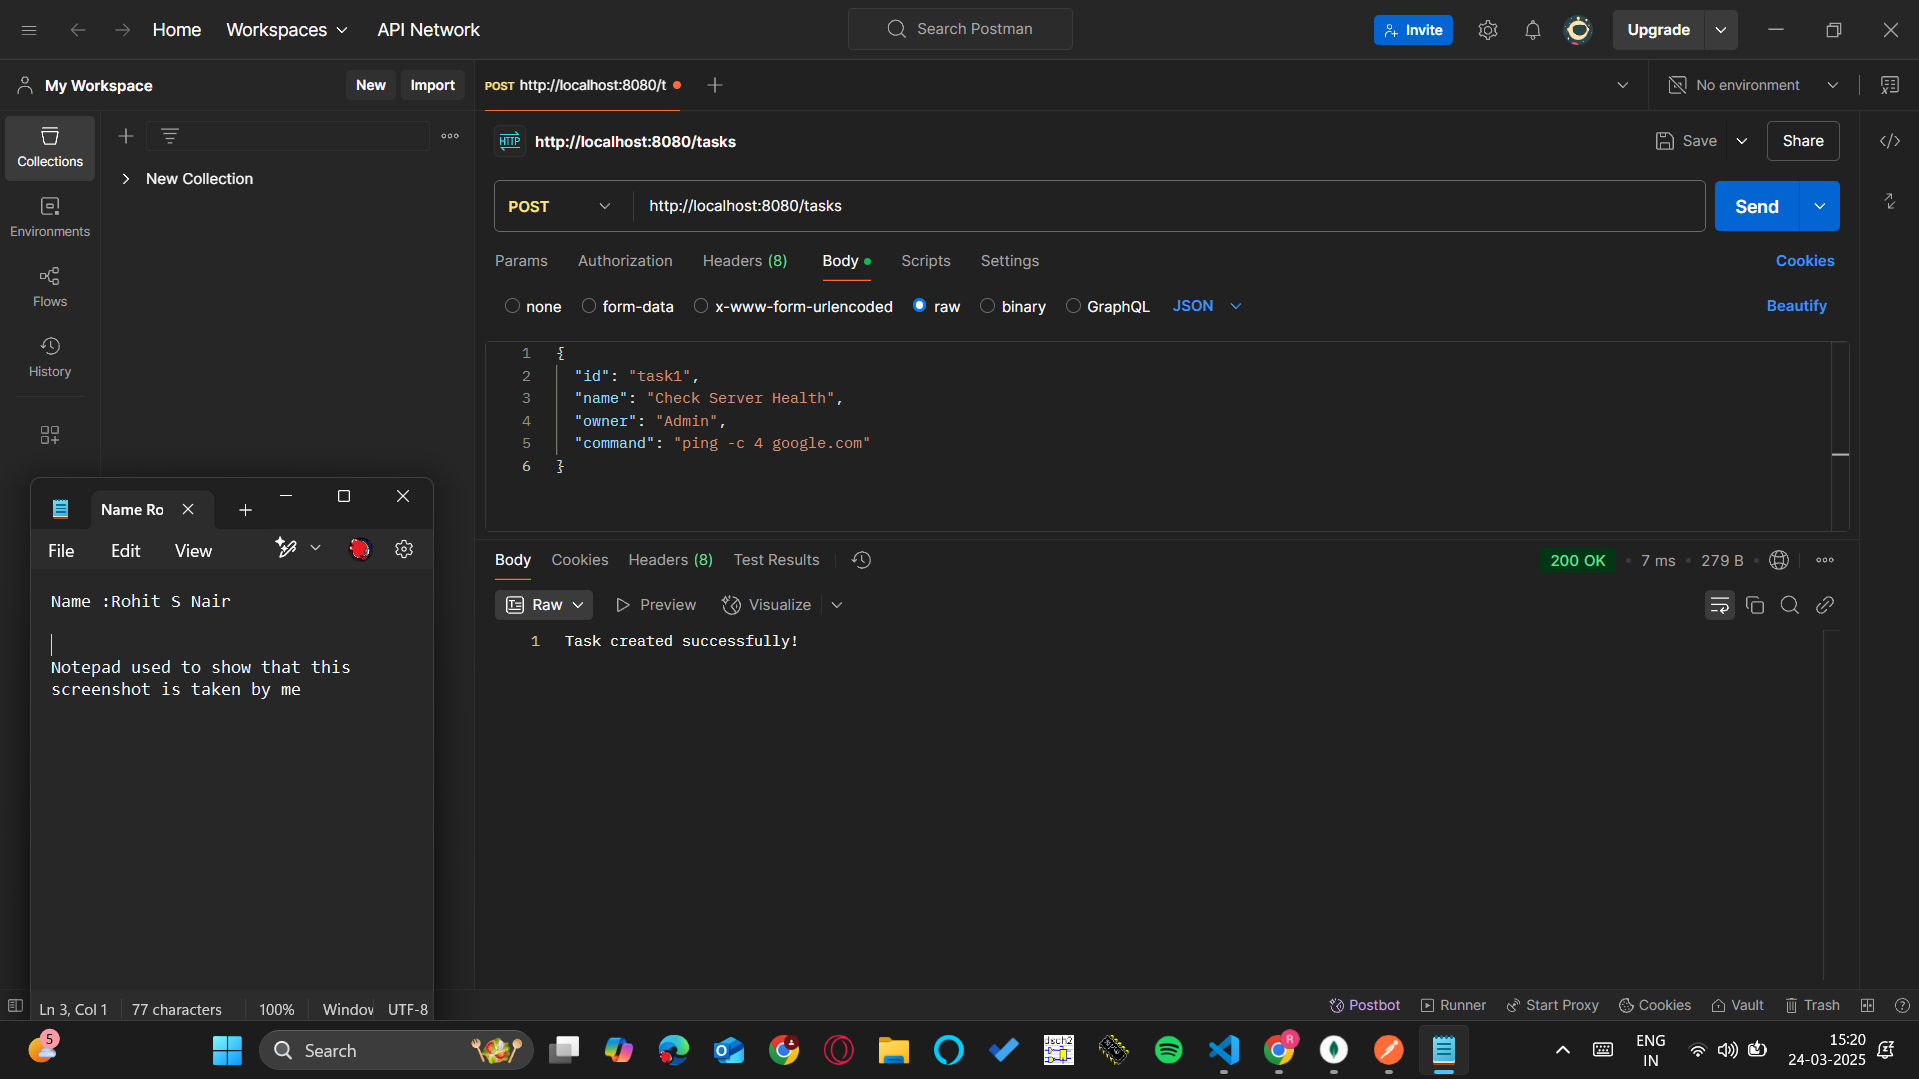 Home Workspaces API Network Search Postman Invite Upgrade
My Workspace New Import POST http://localhost:8080/t No environment
Collections
Environments
Flows
History
New Collection
HTTP http://localhost:8080/tasks Save Share
POST http://localhost:8080/tasks Send
Params Authorization Headers (8) Body Scripts Settings Cookies
none form-data x-www-form-urlencoded raw binary GraphQL JSON Beautify
1 {
2 "id": "task1",
3 "name": "Check Server Health",
4 "owner": "Admin",
5 "command": "ping -c 4 google.com"
6 }
Body Cookies Headers (8) Test Results 200 OK 7 ms 279 B
Raw Preview Visualize
1 Task created successfully!
Name Ro
File Edit View
Name :Rohit S Nair
Notepad used to show that this
screenshot is taken by me
Ln 3, Col 1 77 characters 100% Window UTF-8
Postbot Runner Start Proxy Cookies Vault Trash
5 Search dsch2 R ENG
IN
15:20
24-03-2025